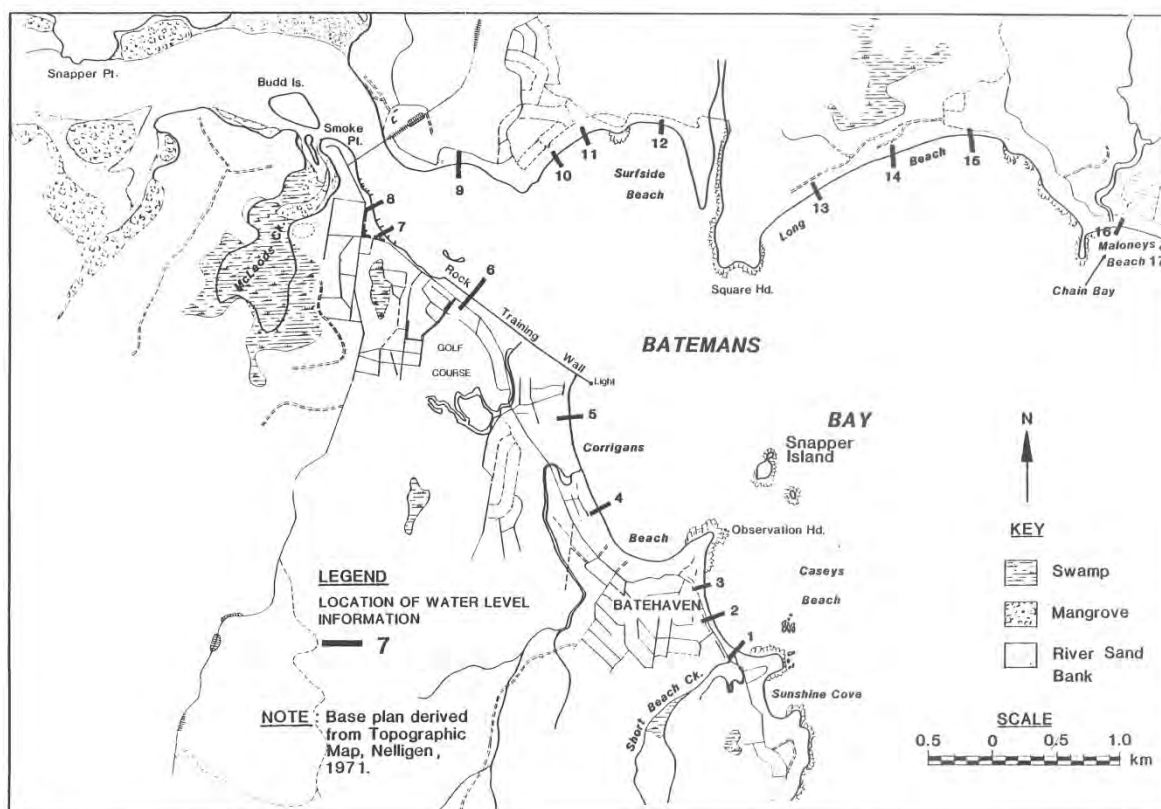 Snapper Pt.
Budd Is.
Smoke
Pt.
McLeods Ck.
8
7
9
10
11
12
Surfside
Beach
13
14
15
Long
Beach
16
Maloneys
Beach 17
Chain Bay
Square Hd.
6
Rock
Training
Wall
Light
GOLF
COURSE
BATEMANS
BAY
5
Corrigans
4
Beach
Snapper
Island
Observation Hd.
Caseys
Beach
3
2
1
BATEHAVEN
Short Beach Ck.
Sunshine Cove
LEGEND
LOCATION OF WATER LEVEL
INFORMATION
7
NOTE : Base plan derived
from Topographic
Map, Nelligen,
1971.
N
KEY
Swamp
Mangrove
River Sand
Bank
SCALE
0.5 0 0.5 1.0
km